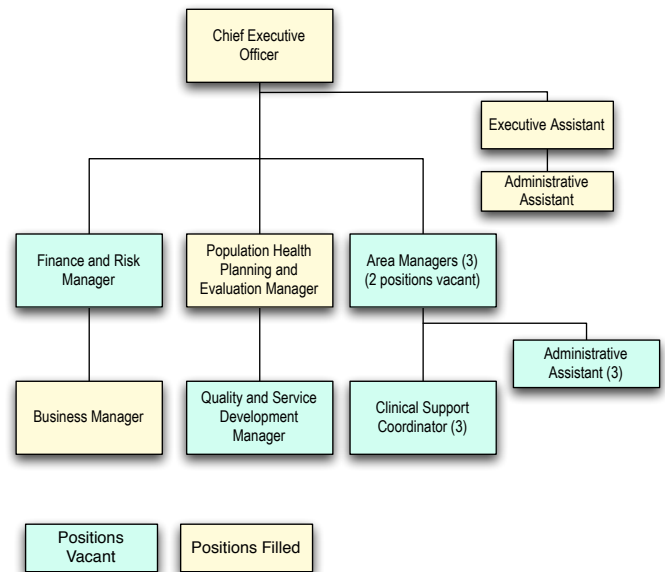 Chief Executive
Officer
Executive Assistant
Administrative
Assistant
Finance and Risk
Manager
Population Health
Planning and
Evaluation Manager
Area Managers (3)
(2 positions vacant)
Administrative
Assistant (3)
Business Manager
Quality and Service
Development
Manager
Clinical Support
Coordinator (3)
Positions
Vacant
Positions Filled